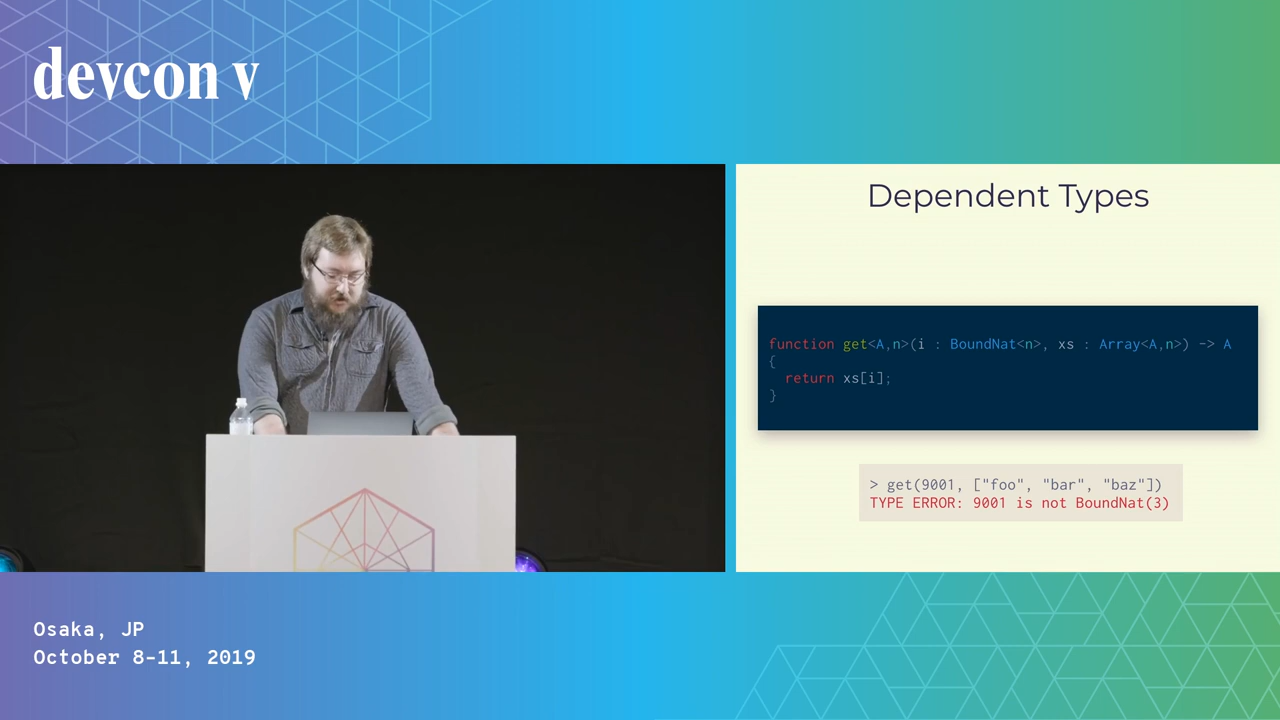 devcon v
Dependent Types
function get<A,n>(i : BoundNat<n>, xs : Array<A,n>) -> A
{
  return xs[i];
}
> get(9001, ["foo", "bar", "baz"])
TYPE ERROR: 9001 is not BoundNat(3)
Osaka, JP
October 8-11, 2019